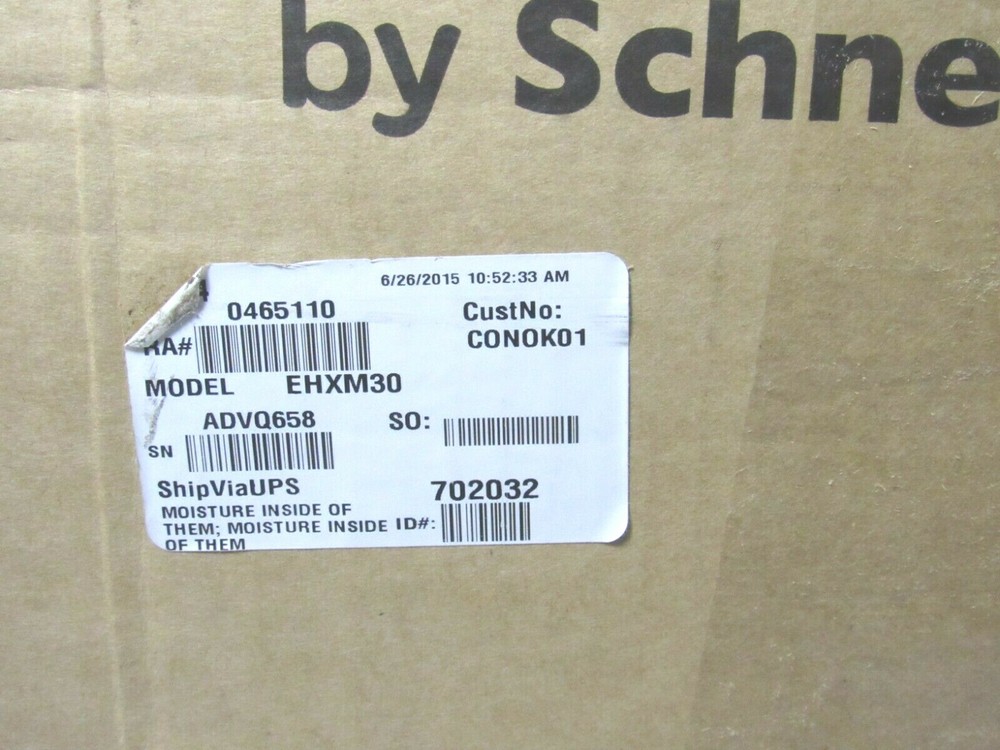 by Schne
6/26/2015 10:52:33 AM
0465110
CustNo:
RA#
CONOK01
MODEL EHXM30
ADVQ658
SO:
SN
ShipViaUPS
702032
MOISTURE INSIDE OF
THEM; MOISTURE INSIDE
ID#:
OF THEM